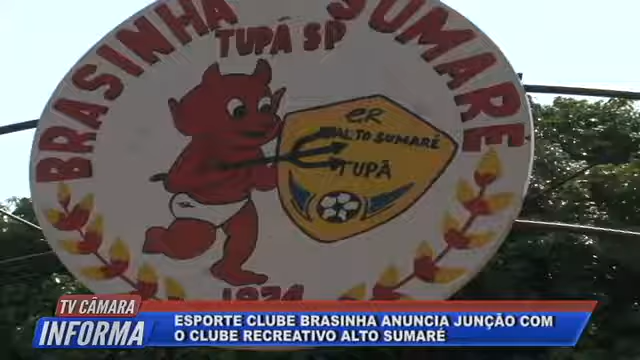 BRASINHA SUMARÉ
TUPÃ SP
CR
ALTO SUMARÉ
TUPÃ
TV CÂMARA
INFORMA
ESPORTE CLUBE BRASINHA ANUNCIA JUNÇÃO COM
O CLUBE RECREATIVO ALTO SUMARÉ